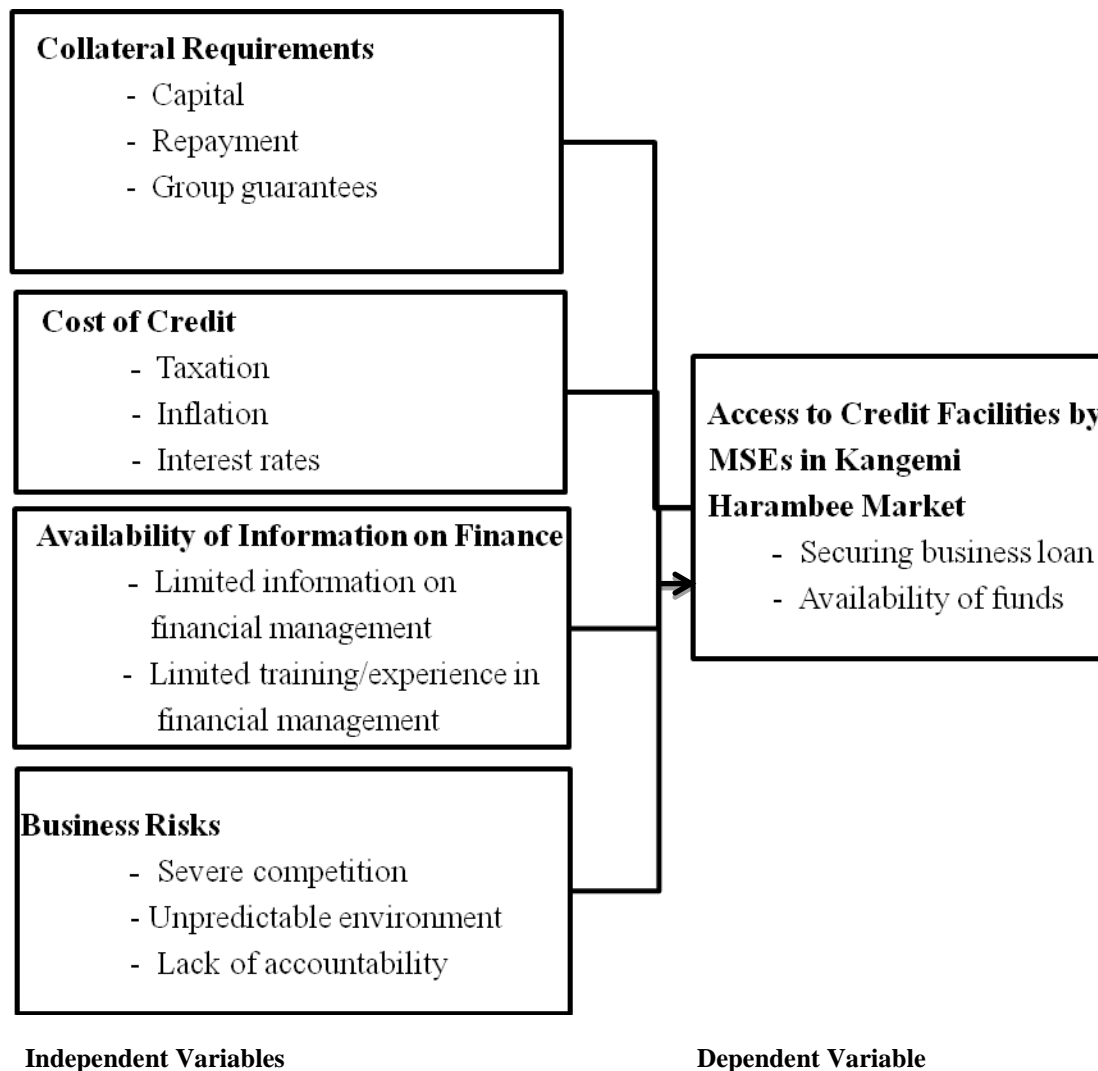 Collateral Requirements
- Capital
- Repayment
- Group guarantees
Cost of Credit
- Taxation
- Inflation
- Interest rates
Availability of Information on Finance
- Limited information on
financial management
- Limited training/experience in
financial management
Business Risks
- Severe competition
- Unpredictable environment
- Lack of accountability
Access to Credit Facilities by
MSEs in Kangemi
Harambee Market
- Securing business loan
- Availability of funds
Independent Variables
Dependent Variable